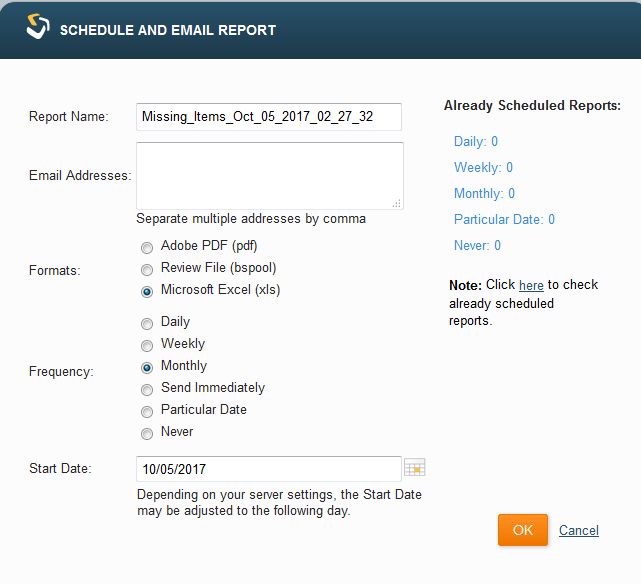 SCHEDULE AND EMAIL REPORT
Report Name:
Missing_Items_Oct_05_2017_02_27_32
Email Addresses:
Separate multiple addresses by comma
Formats:
Adobe PDF (pdf)
Review File (bspool)
Microsoft Excel (xls)
Frequency:
Daily
Weekly
Monthly
Send Immediately
Particular Date
Never
Start Date:
10/05/2017
Depending on your server settings, the Start Date
may be adjusted to the following day.
Already Scheduled Reports:
Daily: 0
Weekly: 0
Monthly: 0
Particular Date: 0
Never: 0
Note: Click here to check
already scheduled
reports.
OK
Cancel